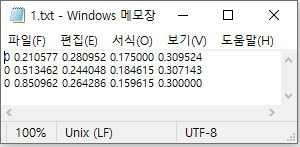 1.txt - Windows 메모장
파일(F) 편집(E) 서식(O) 보기(V) 도움말(H)
0 0.210577 0.280952 0.175000 0.309524
0 0.513462 0.244048 0.184615 0.307143
0 0.850962 0.264286 0.159615 0.300000
100% Unix (LF) UTF-8